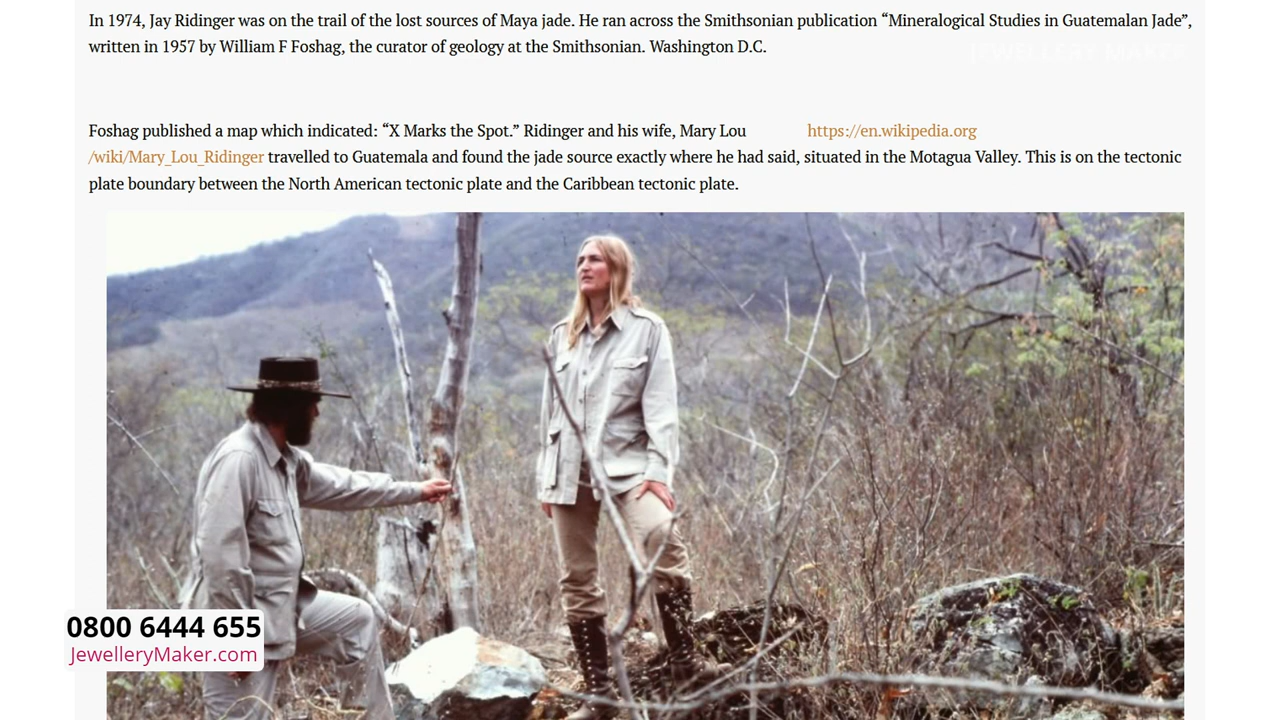 In 1974, Jay Ridinger was on the trail of the lost sources of Maya jade. He ran across the Smithsonian publication “Mineralogical Studies in Guatemalan Jade”,
written in 1957 by William F Foshag, the curator of geology at the Smithsonian. Washington D.C.
JEWELLERY MAKER
Foshag published a map which indicated: “X Marks the Spot.” Ridinger and his wife, Mary Lou https://en.wikipedia.org
/wiki/Mary_Lou_Ridinger travelled to Guatemala and found the jade source exactly where he had said, situated in the Motagua Valley. This is on the tectonic
plate boundary between the North American tectonic plate and the Caribbean tectonic plate.
0800 6444 655
JewelleryMaker.com